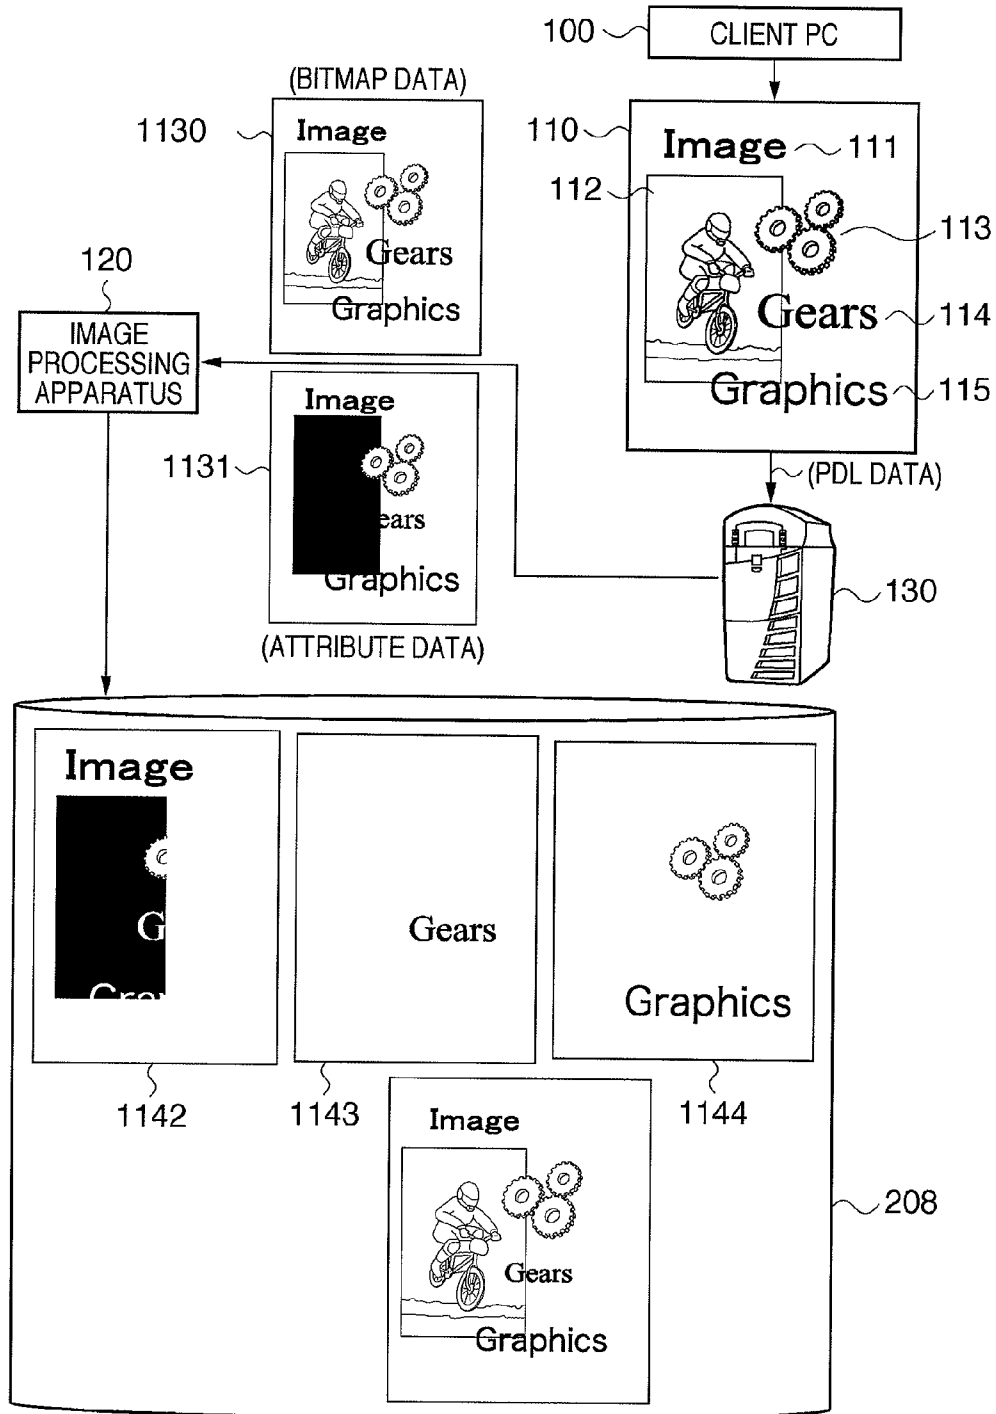 100
CLIENT PC
(BITMAP DATA)
1130
Image
Gears
Graphics
110
Image
111
112
113
Gears
114
Graphics
115
120
IMAGE
PROCESSING
APPARATUS
1131
Image
ears
Graphics
(ATTRIBUTE DATA)
(PDL DATA)
130
Image
G
Grap
1142
Gears
1143
Graphics
1144
Image
Gears
Graphics
208